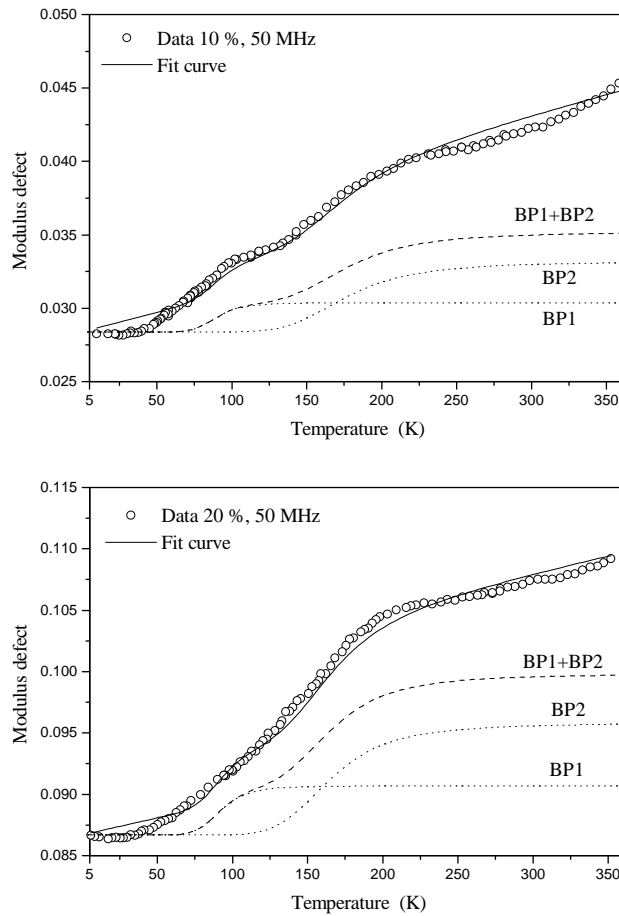 Data 10 %, 50 MHz
Fit curve
0.050
0.045
0.040
0.035
0.030
0.025
Modulus defect
BP1+BP2
BP2
BP1
5 50 100 150 200 250 300 350
Temperature (K)
Data 20 %, 50 MHz
Fit curve
0.115
0.110
0.105
0.100
0.095
0.090
0.085
Modulus defect
BP1+BP2
BP2
BP1
5 50 100 150 200 250 300 350
Temperature (K)